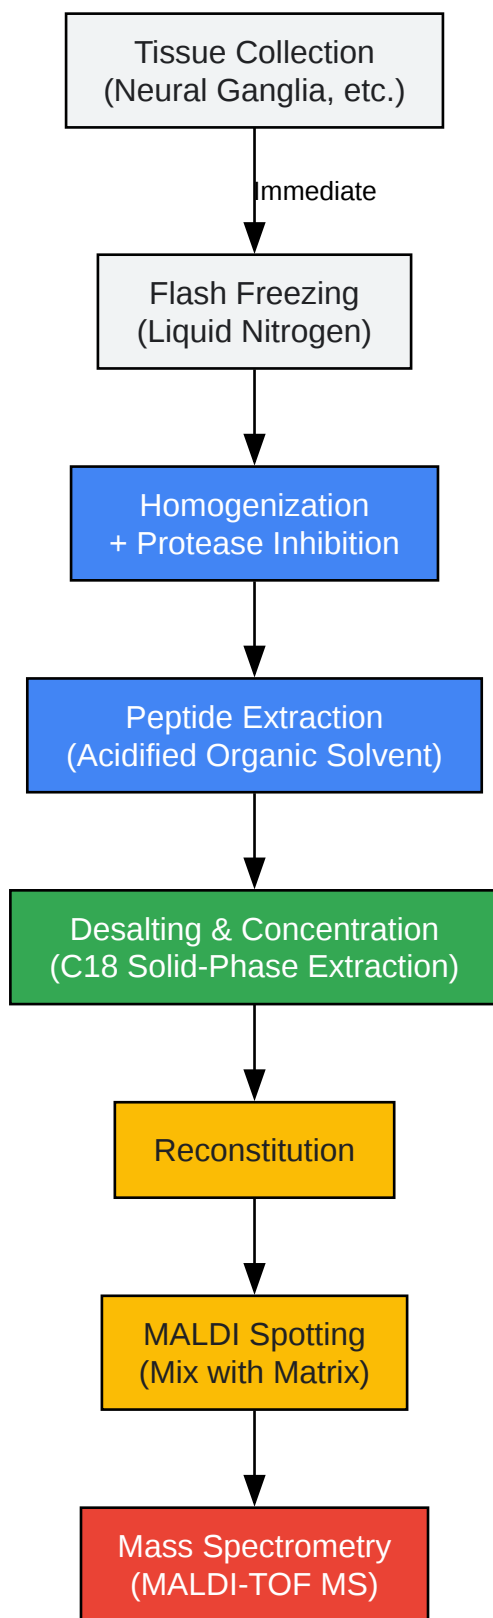 Tissue Collection
(Neural Ganglia, etc.)
Immediate
Flash Freezing
(Liquid Nitrogen)
Homogenization
+ Protease Inhibition
Peptide Extraction
(Acidified Organic Solvent)
Desalting & Concentration
(C18 Solid-Phase Extraction)
Reconstitution
MALDI Spotting
(Mix with Matrix)
Mass Spectrometry
(MALDI-TOF MS)